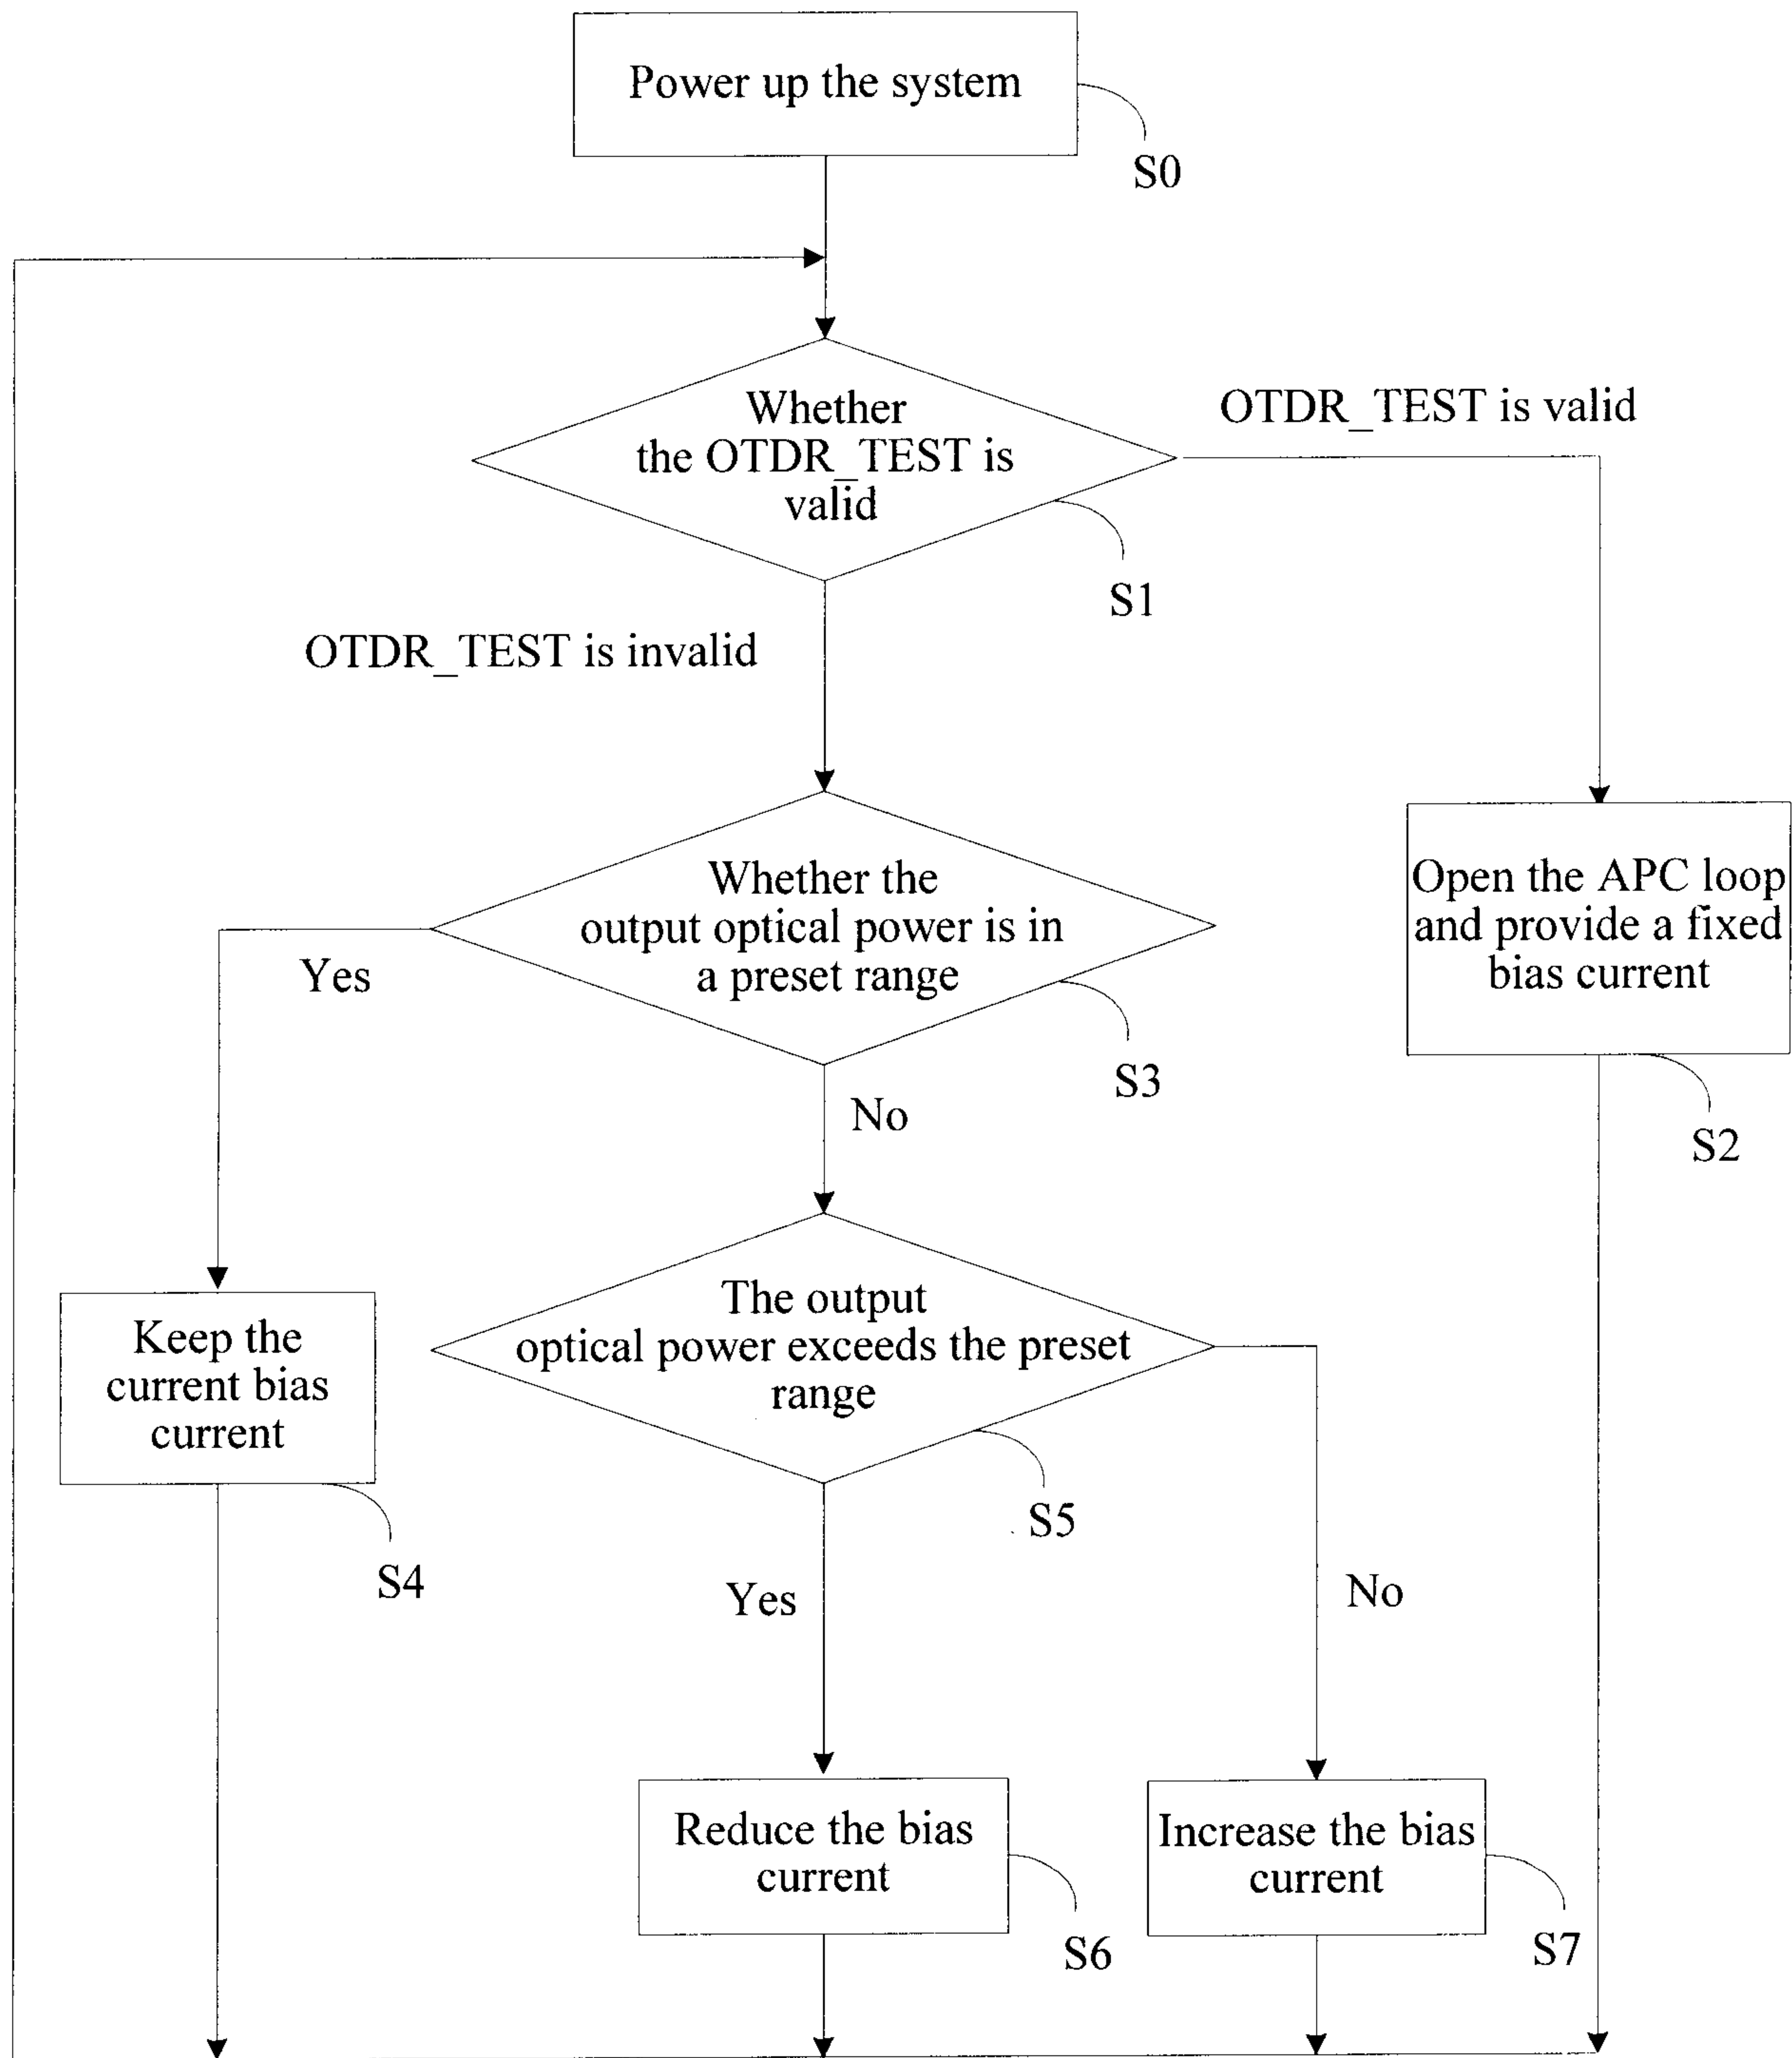 Power up the system
S0
Whether
the OTDR_TEST is
valid
OTDR_TEST is valid
S1
OTDR_TEST is invalid
Whether the
output optical power is in
a preset range
Yes
S3
No
Open the APC loop
and provide a fixed
bias current
S2
The output
optical power exceeds the preset
range
Keep the
current bias
current
S5
S4
Yes
No
Reduce the bias
current
S6
Increase the bias
current
S7